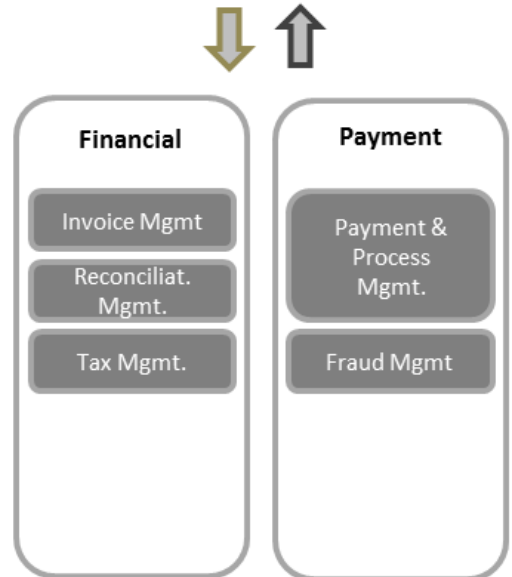 Financial
Invoice Mgmt
Reconciliat.
Mgmt.
Tax Mgmt.
Payment
Payment &
Process
Mgmt.
Fraud Mgmt